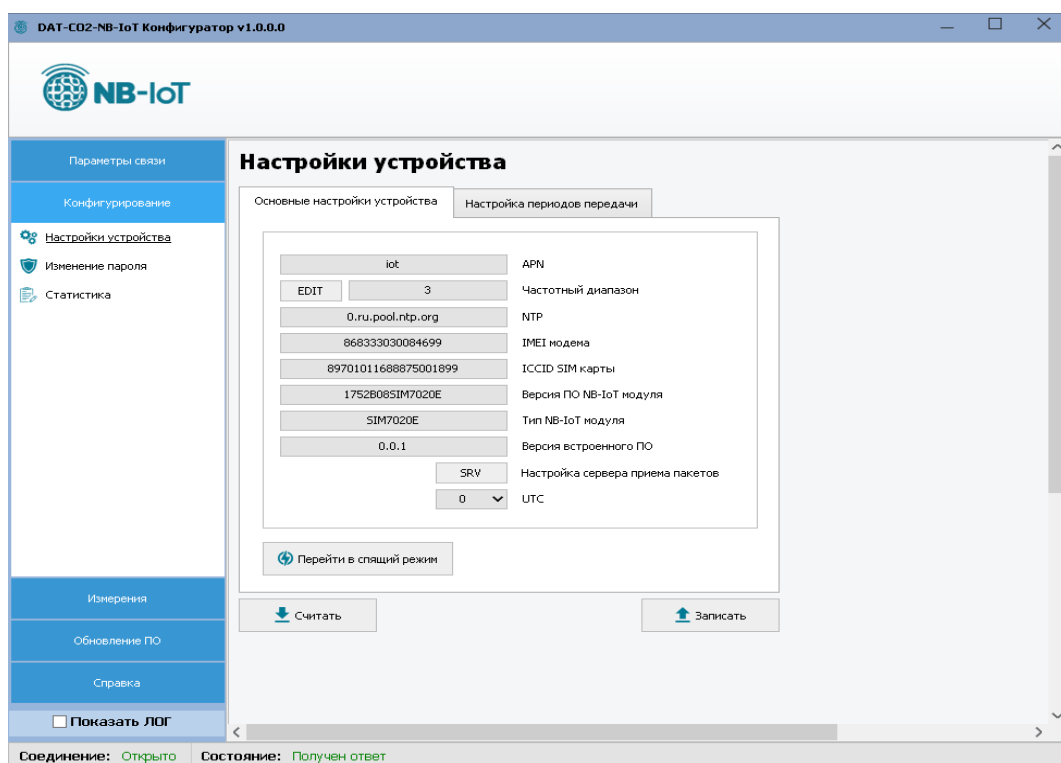 DAT-CO2-NB-IoT Конфигуратор v1.0.0.0
NB-IoT
Параметры связи
Конфигурирование
Настройки устройства
Изменение пароля
Статистика
Измерения
Обновление ПО
Справка
Показать ЛОГ
Настройки устройства
Основные настройки устройства
Настройка периодов передачи
iot APN
EDIT 3 Частотный диапазон
0.ru.pool.ntp.org NTP
868333030084699 IMEI модема
89701011688875001899 ICCID SIM карты
1752B08SIM7020E Версия ПО NB-IoT модуля
SIM7020E Тип NB-IoT модуля
0.0.1 Версия встроенного ПО
SRV Настройка сервера приема пакетов
0 UTC
Перейти в спящий режим
Считать
Записать
Соединение: Открыто Состояние: Получен ответ